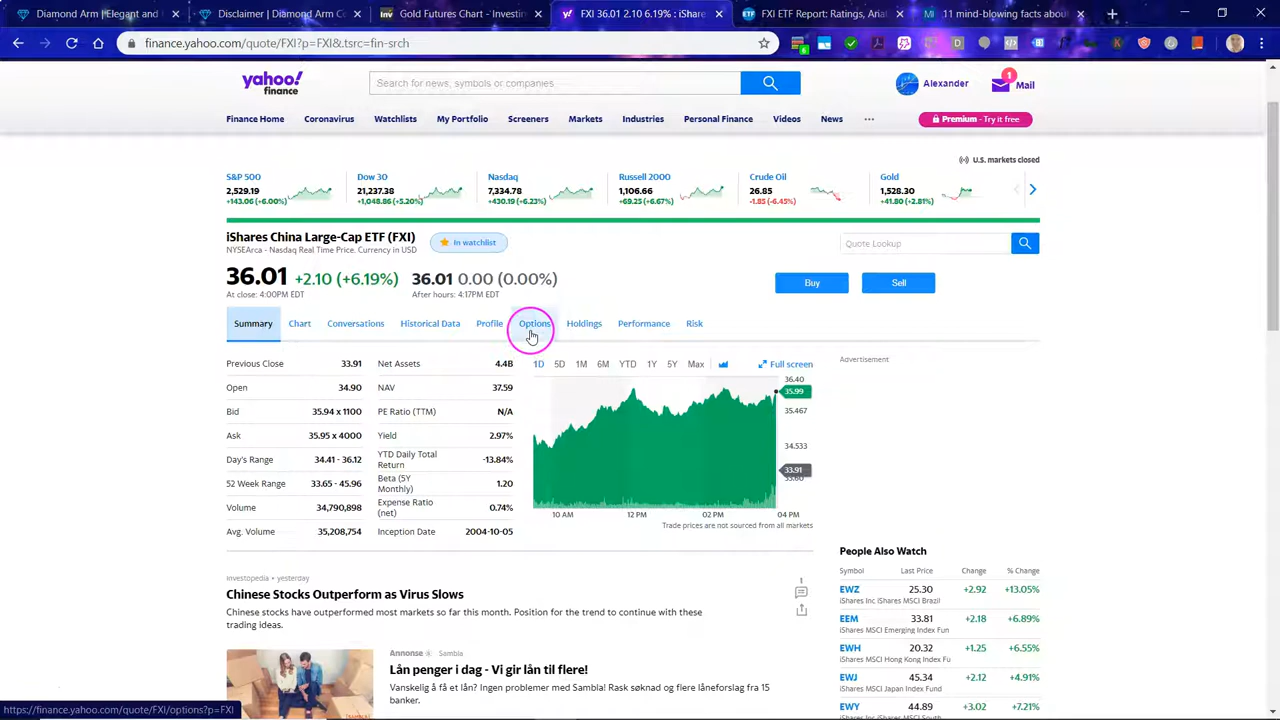 Diamond Arm |Elegant and
Disclaimer | Diamond Arm C
Inv Gold Futures Chart - Investin
y! FXI 36.01 2.10 6.19% : iShare
ETF FXI ETF Report: Ratings, Anal
MI 11 mind-blowing facts about
finance.yahoo.com/quote/FXI?p=FXI&.tsrc=fin-srch
yahoo!
finance
Search for news, symbols or companies
Alexander
1
Mail
Finance Home Coronavirus Watchlists My Portfolio Screeners Markets Industries Personal Finance Videos News ...
Premium - Try it free
U.S. markets closed
S&P 500
2,529.19
+143.06 (+6.00%)
Dow 30
21,237.38
+1,048.86 (+5.20%)
Nasdaq
7,334.78
+430.19 (+6.23%)
Russell 2000
1,106.66
+69.25 (+6.67%)
Crude Oil
26.85
-1.85 (-6.45%)
Gold
1,528.30
+41.80 (+2.81%)
iShares China Large-Cap ETF (FXI)
NYSEArca - Nasdaq Real Time Price. Currency in USD
In watchlist
Quote Lookup
36.01 +2.10 (+6.19%)
At close: 4:00PM EDT
36.01 0.00 (0.00%)
After hours: 4:17PM EDT
Buy
Sell
Summary Chart Conversations Historical Data Profile Options Holdings Performance Risk
Previous Close 33.91
Open 34.90
Bid 35.94 x 1100
Ask 35.95 x 4000
Day's Range 34.41 - 36.12
52 Week Range 33.65 - 45.96
Volume 34,790,898
Avg. Volume 35,208,754
Net Assets 4.4B
NAV 37.59
PE Ratio (TTM) N/A
Yield 2.97%
YTD Daily Total
Return -13.84%
Beta (5Y
Monthly) 1.20
Expense Ratio
(net) 0.74%
Inception Date 2004-10-05
1D 5D 1M 6M YTD 1Y 5Y Max Full screen
36.40
35.99
35.467
34.533
33.91
33.60
10 AM 12 PM 02 PM 04 PM
Trade prices are not sourced from all markets
Advertisement
Investopedia • yesterday
Chinese Stocks Outperform as Virus Slows
Chinese stocks have outperformed most markets so far this month. Position for the trend to continue with these
trading ideas.
1
Annonse Sambla
Lån penger i dag - Vi gir lån til flere!
Vanskelig å få et lån? Ingen problemer med Sambla! Rask søknad og flere låneforslag fra 15
banker.
People Also Watch
Symbol Last Price Change % Change
EWZ 25.30 +2.92 +13.05%
iShares Inc iShares MSCI Brazil
EEM 33.81 +2.18 +6.89%
iShares MSCI Emerging Index Fun
EWH 20.32 +1.25 +6.55%
iShares MSCI Hong Kong Index Fu
EWJ 45.34 +2.12 +4.91%
iShares MSCI Japan Index Fund
EWY 44.89 +3.02 +7.21%
iShares MSCI South
https://finance.yahoo.com/quote/FXI/options?p=FXI